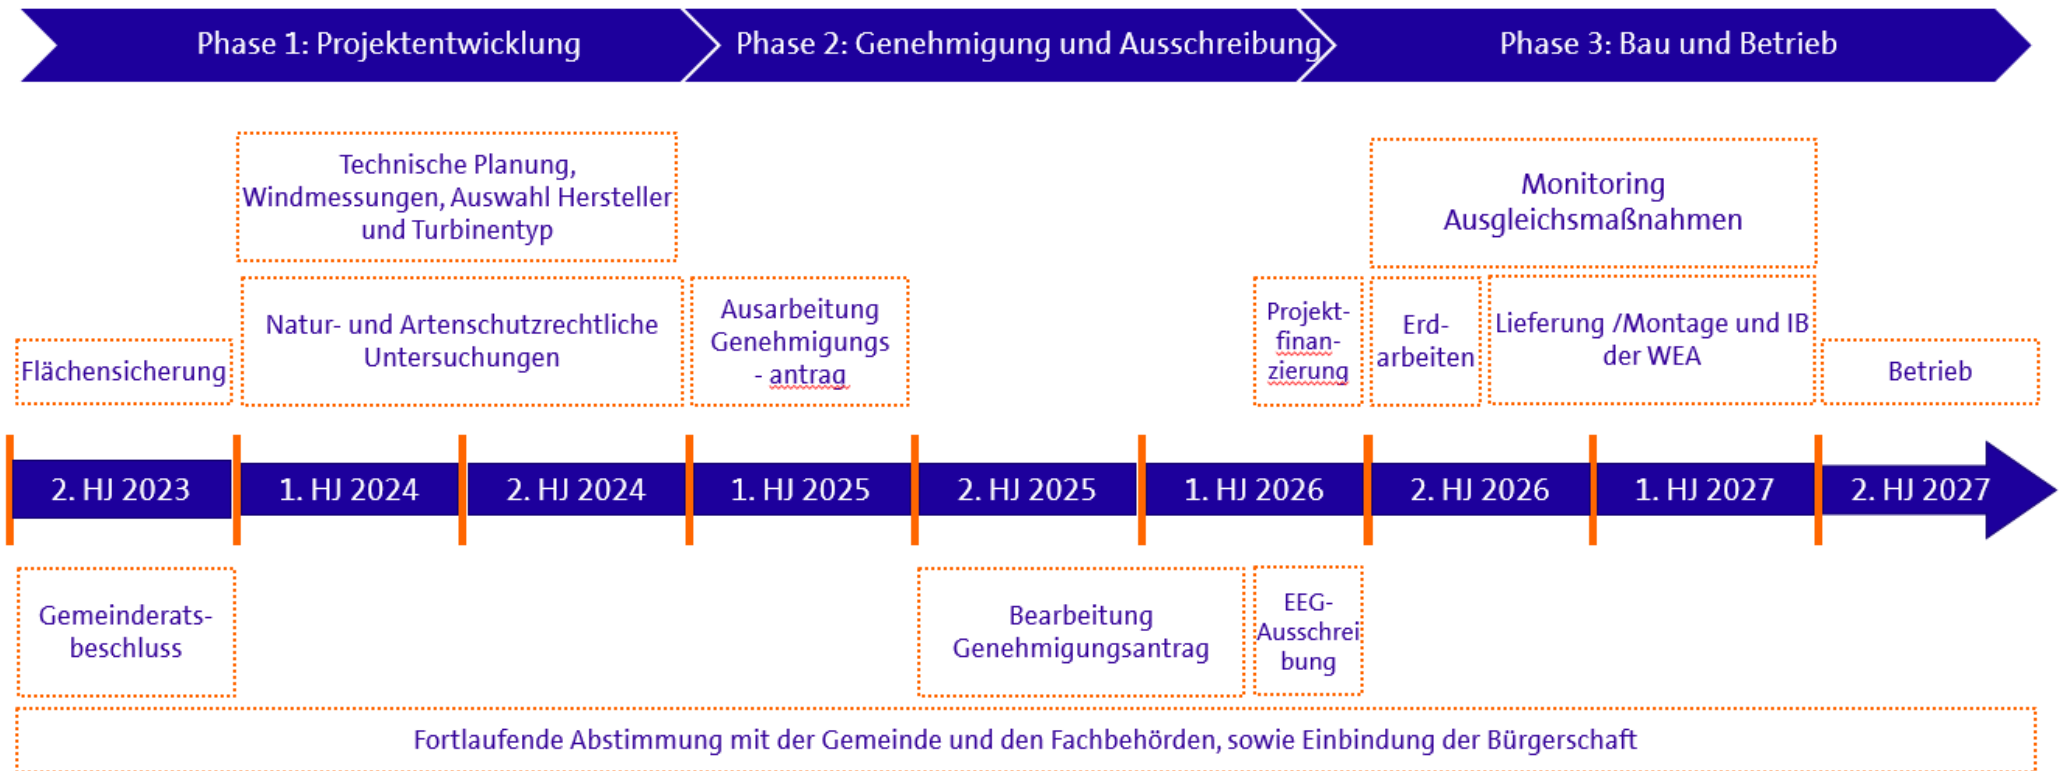 Phase 1: Projektentwicklung
Phase 2: Genehmigung und Ausschreibung
Phase 3: Bau und Betrieb
Technische Planung,
Windmessungen, Auswahl Hersteller
und Turbinentyp
Monitoring
Ausgleichsmaßnahmen
Flächensicherung
Natur- und Artenschutzrechtliche
Untersuchungen
Ausarbeitung
Genehmigungs
- antrag
Projekt-
finan-
zierung
Erd-
arbeiten
Lieferung /Montage und IB
der WEA
Betrieb
2. HJ 2023
1. HJ 2024
2. HJ 2024
1. HJ 2025
2. HJ 2025
1. HJ 2026
2. HJ 2026
1. HJ 2027
2. HJ 2027
Gemeinderats-
beschluss
Bearbeitung
Genehmigungsantrag
EEG-
Ausschrei
bung
Fortlaufende Abstimmung mit der Gemeinde und den Fachbehörden, sowie Einbindung der Bürgerschaft